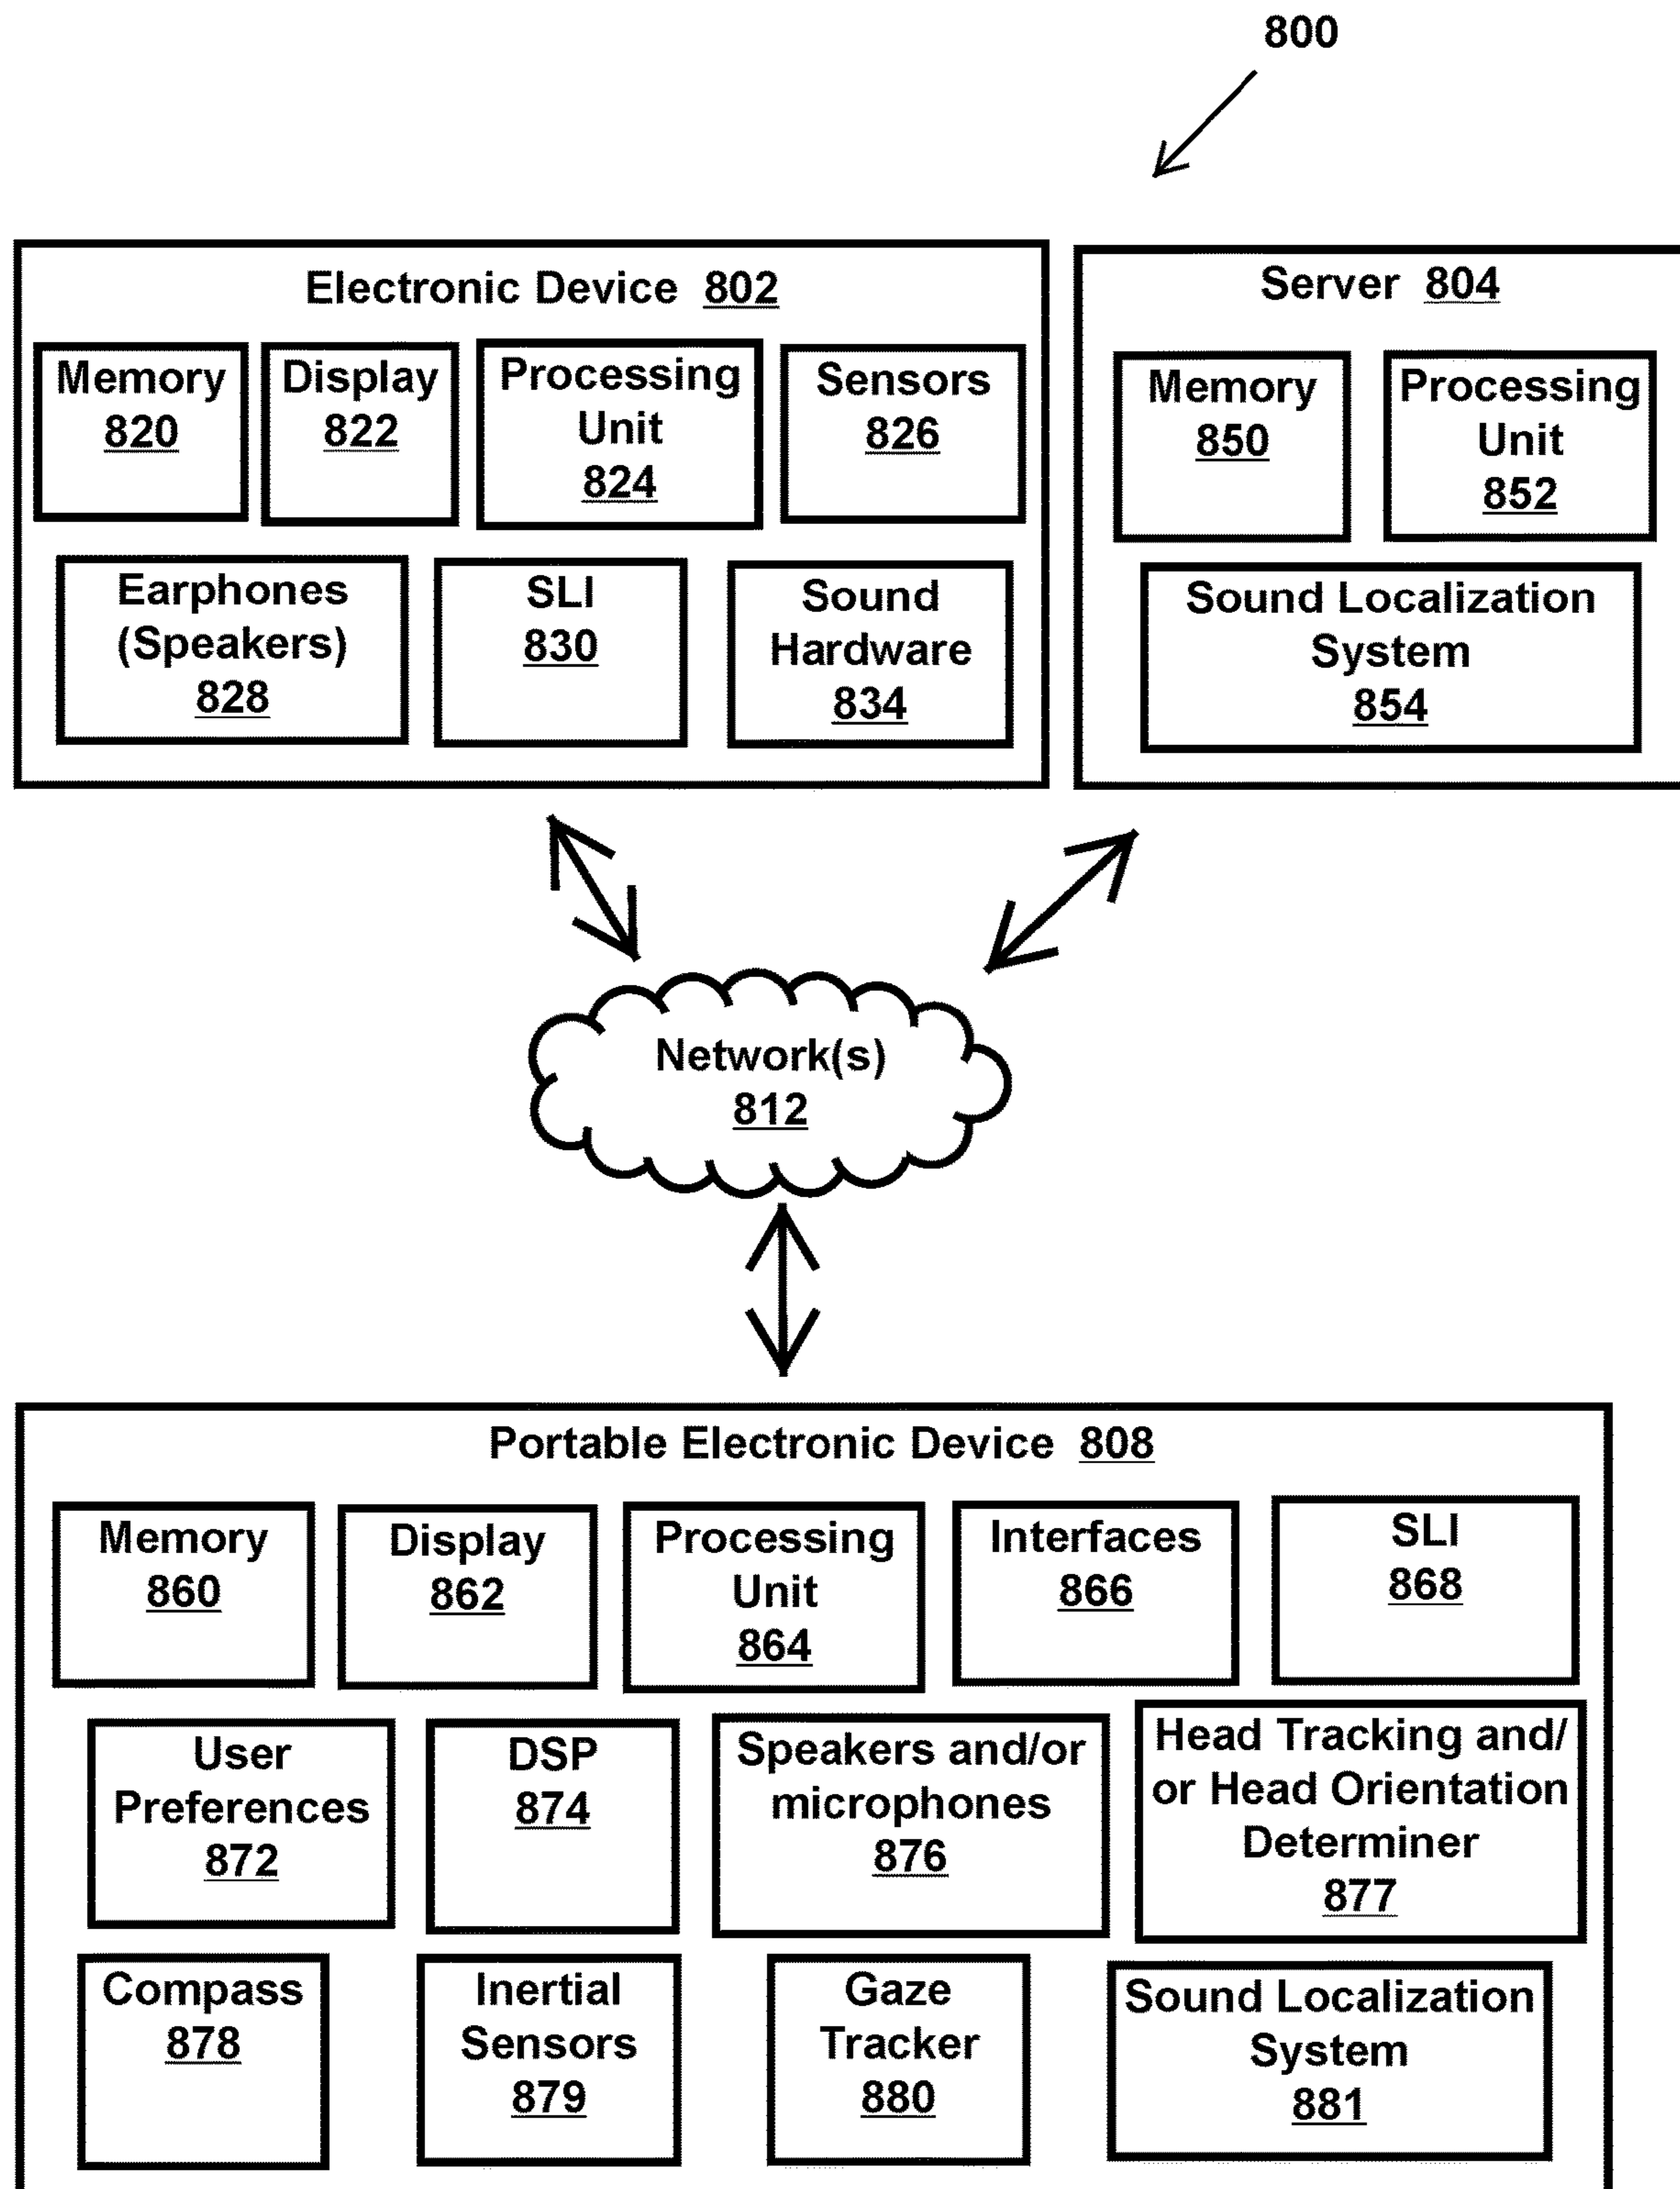 800
Electronic Device 802
Memory
820
Display
822
Processing
Unit
824
Sensors
826
Earphones
(Speakers)
828
SLI
830
Sound
Hardware
834
Server 804
Memory
850
Processing
Unit
852
Sound Localization
System
854
Network(s)
812
Portable Electronic Device 808
Memory
860
Display
862
Processing
Unit
864
Interfaces
866
SLI
868
User
Preferences
872
DSP
874
Speakers and/or
microphones
876
Head Tracking and/
or Head Orientation
Determiner
877
Compass
878
Inertial
Sensors
879
Gaze
Tracker
880
Sound Localization
System
881